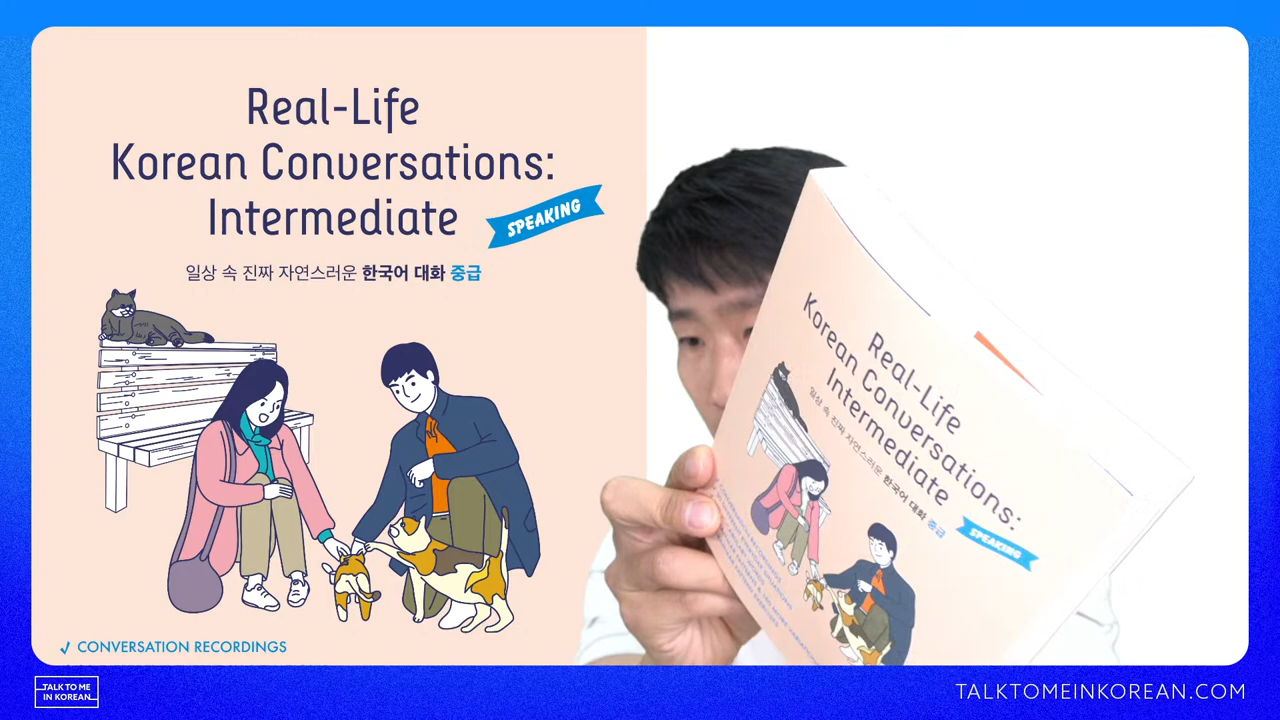 Real-Life
Korean Conversations:
Intermediate
SPEAKING
일상 속 진짜 자연스러운 한국어 대화 중급
✓ CONVERSATION RECORDINGS
Real-Life
Korean Conversations:
Intermediate
일상 속 진짜 자연스러운 한국어 대화 중급
SPEAKING
TALK TO ME
IN KOREAN
TALKTOMEINKOREAN.COM